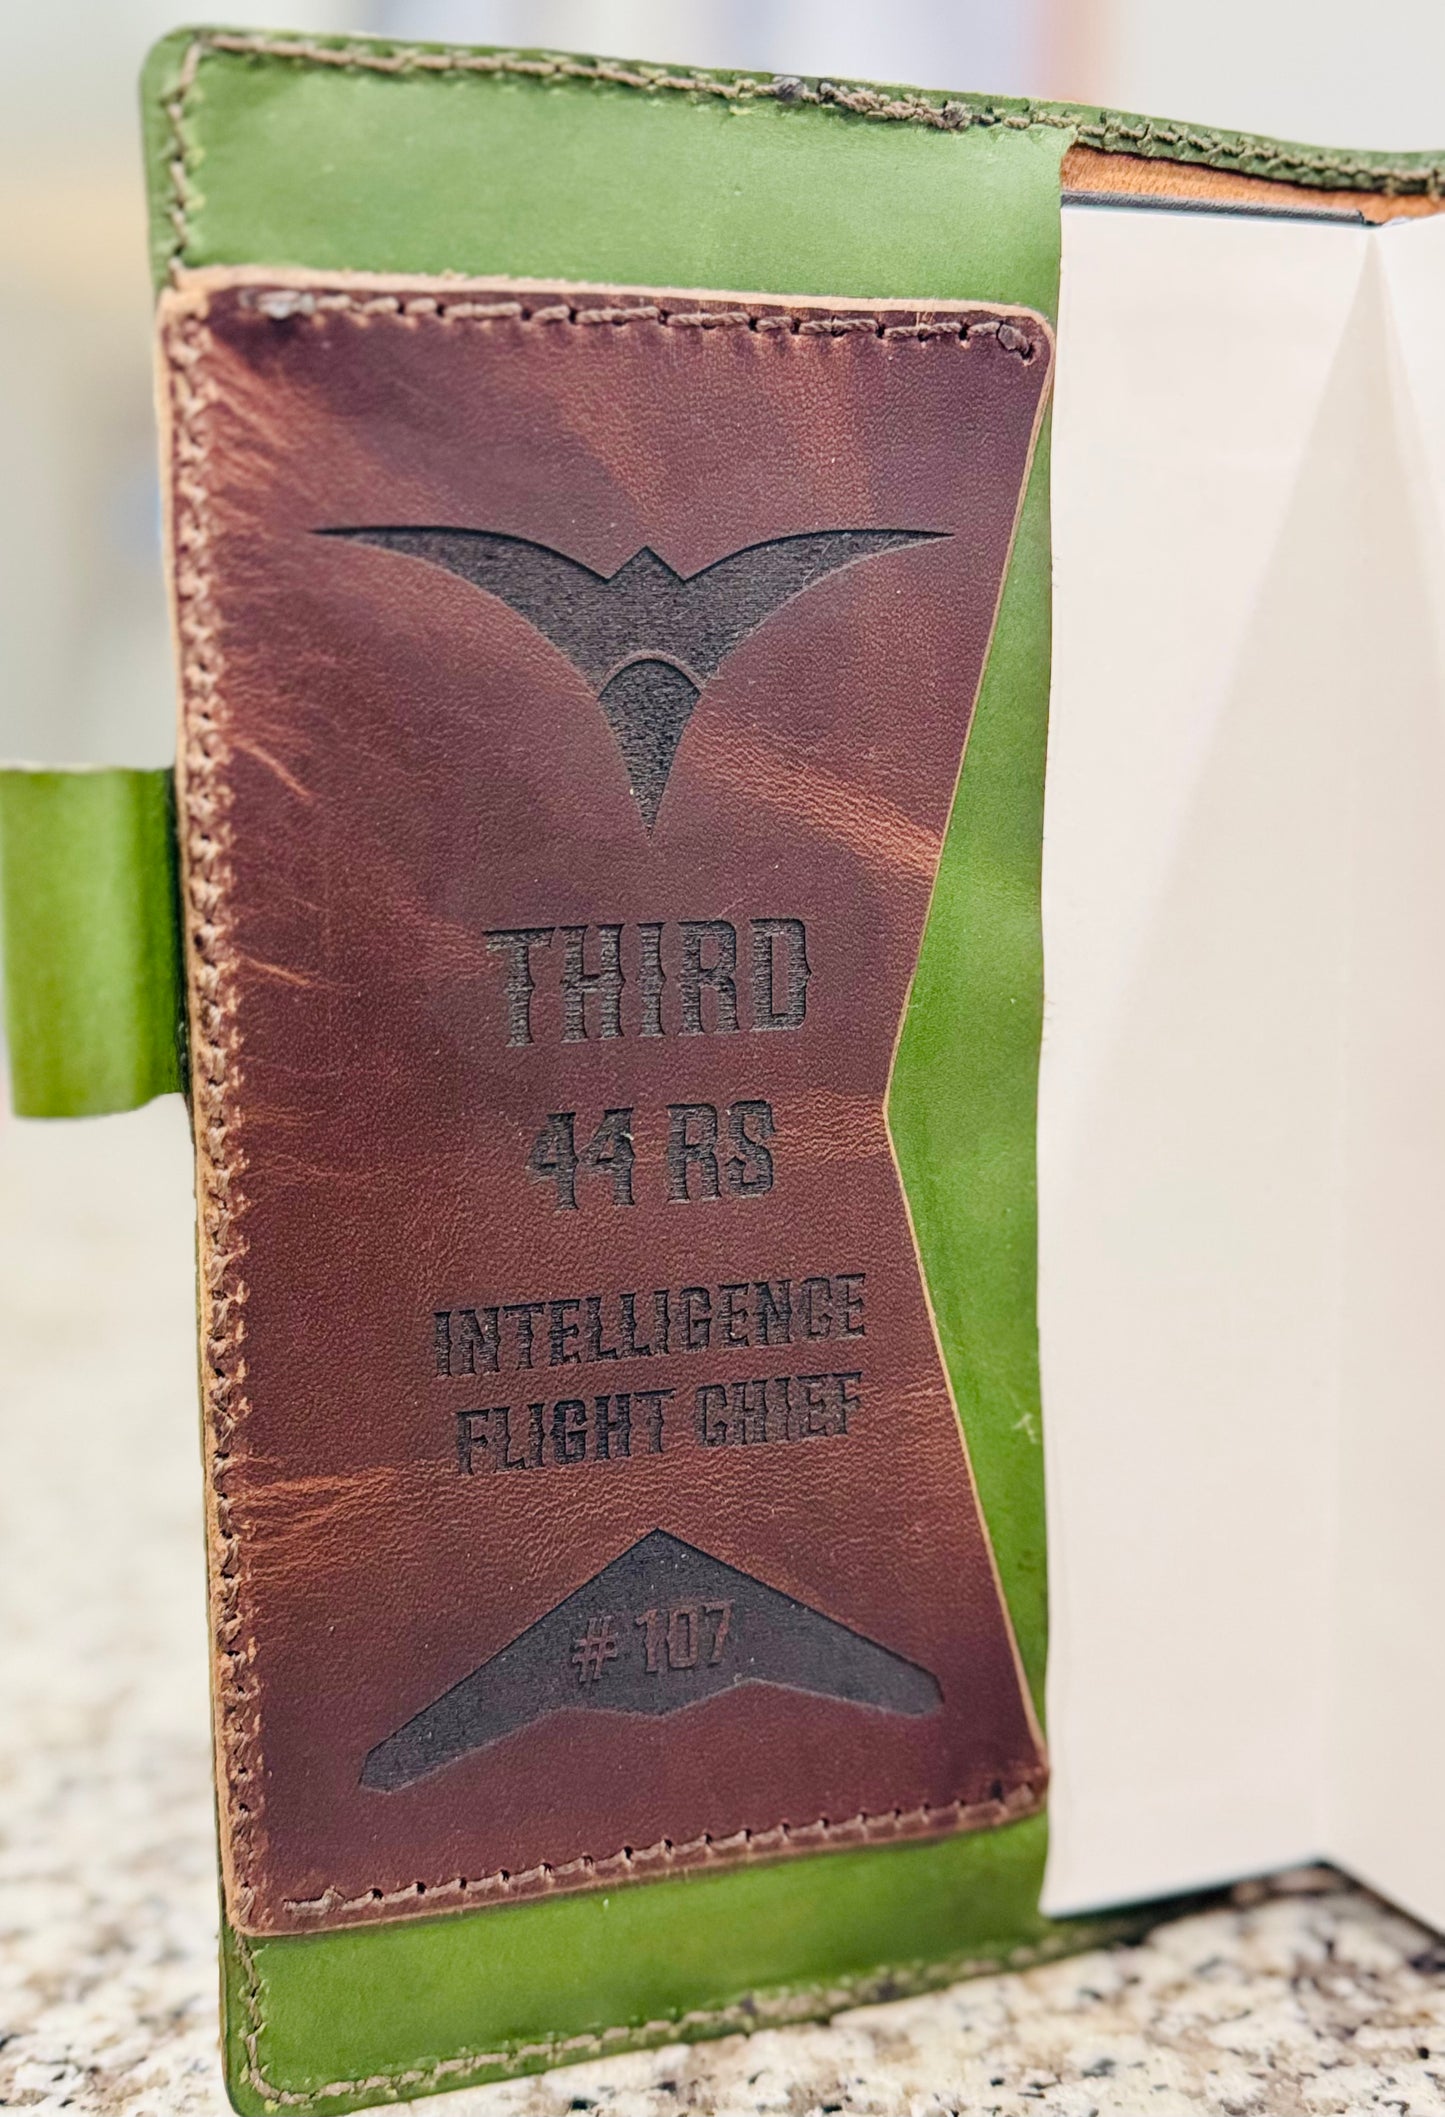 THIRD
44 RS
INTELLIGENCE
FLIGHT CHIEF
# 107